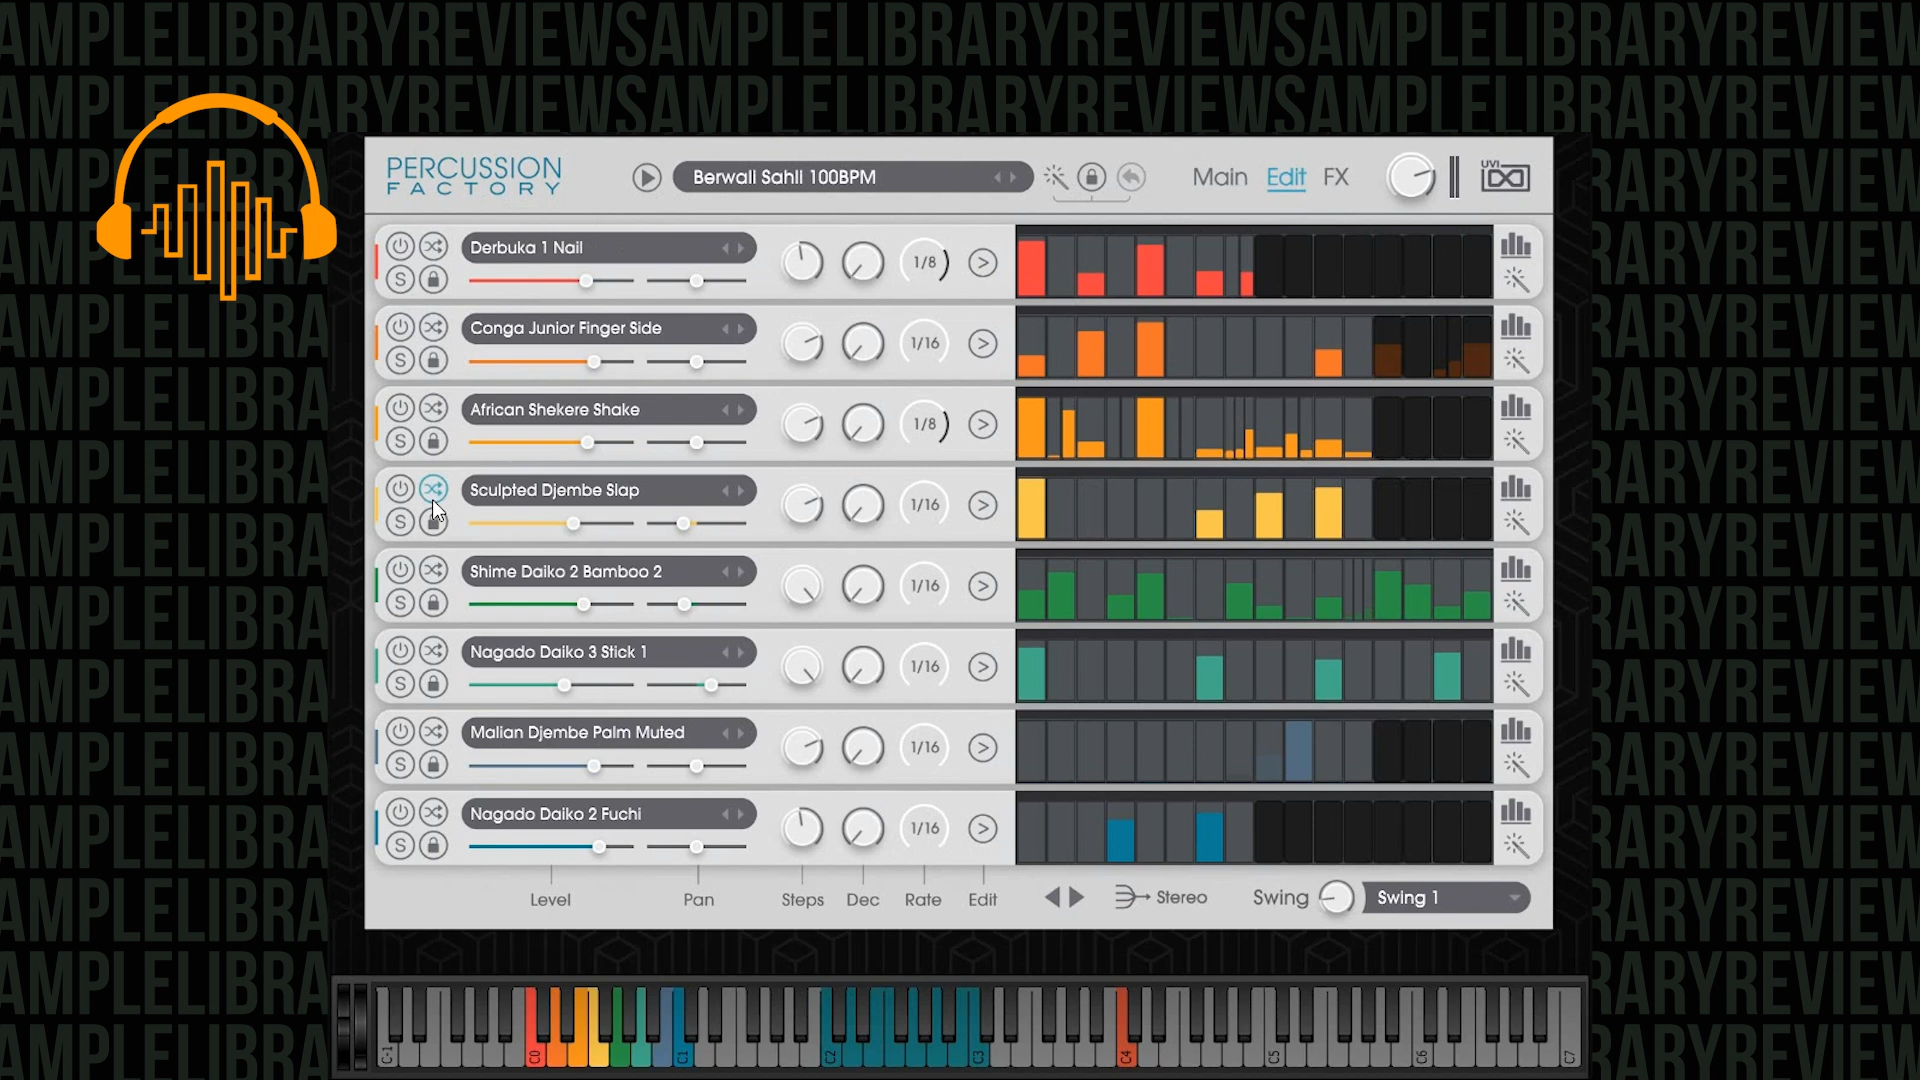 SAMPLELIBRARYREVIEWSAMPLELIBRARYREVIEW
PERCUSSION
FACTORY
Berwall Sahli 100BPM
Main Edit FX
UVI
Derbuka 1 Nail
1/8
S
Conga Junior Finger Side
1/16
S
African Shekere Shake
1/8
S
Sculpted Djembe Slap
1/16
S
Shime Daiko 2 Bamboo 2
1/16
S
Nagado Daiko 3 Stick 1
1/16
S
Malian Djembe Palm Muted
1/16
S
Nagado Daiko 2 Fuchi
1/16
S
Level Pan Steps Dec Rate Edit
Stereo Swing Swing 1
C-1 C0 C1 C2 C3 C4 C5 C6 C7